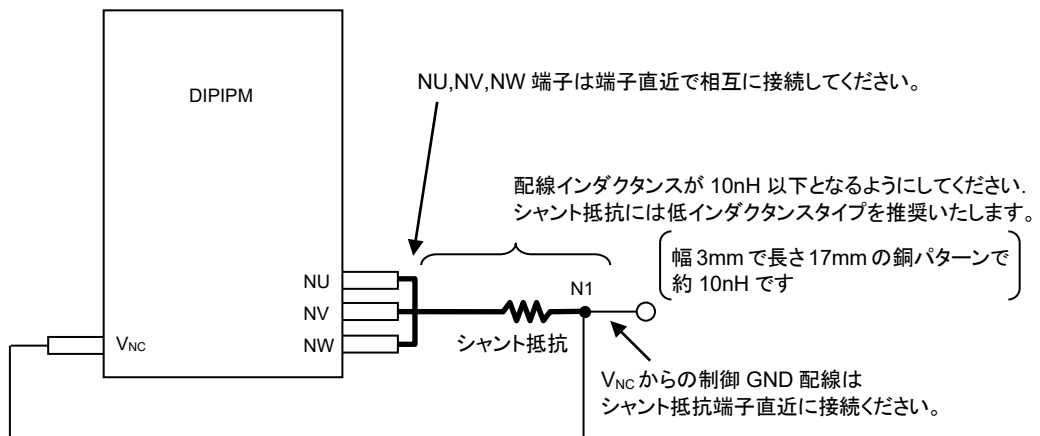 DIPIPM
NU,NV,NW 端子は端子直近で相互に接続してください。
配線インダクタンスが 10nH 以下となるようにしてください.
シャント抵抗には低インダクタンスタイプを推奨いたします。
幅 3mm で長さ 17mm の銅パターンで
約 10nH です
NU
N1
NV
シャント抵抗
NW
VNC
VNC からの制御 GND 配線は
シャント抵抗端子直近に接続ください。